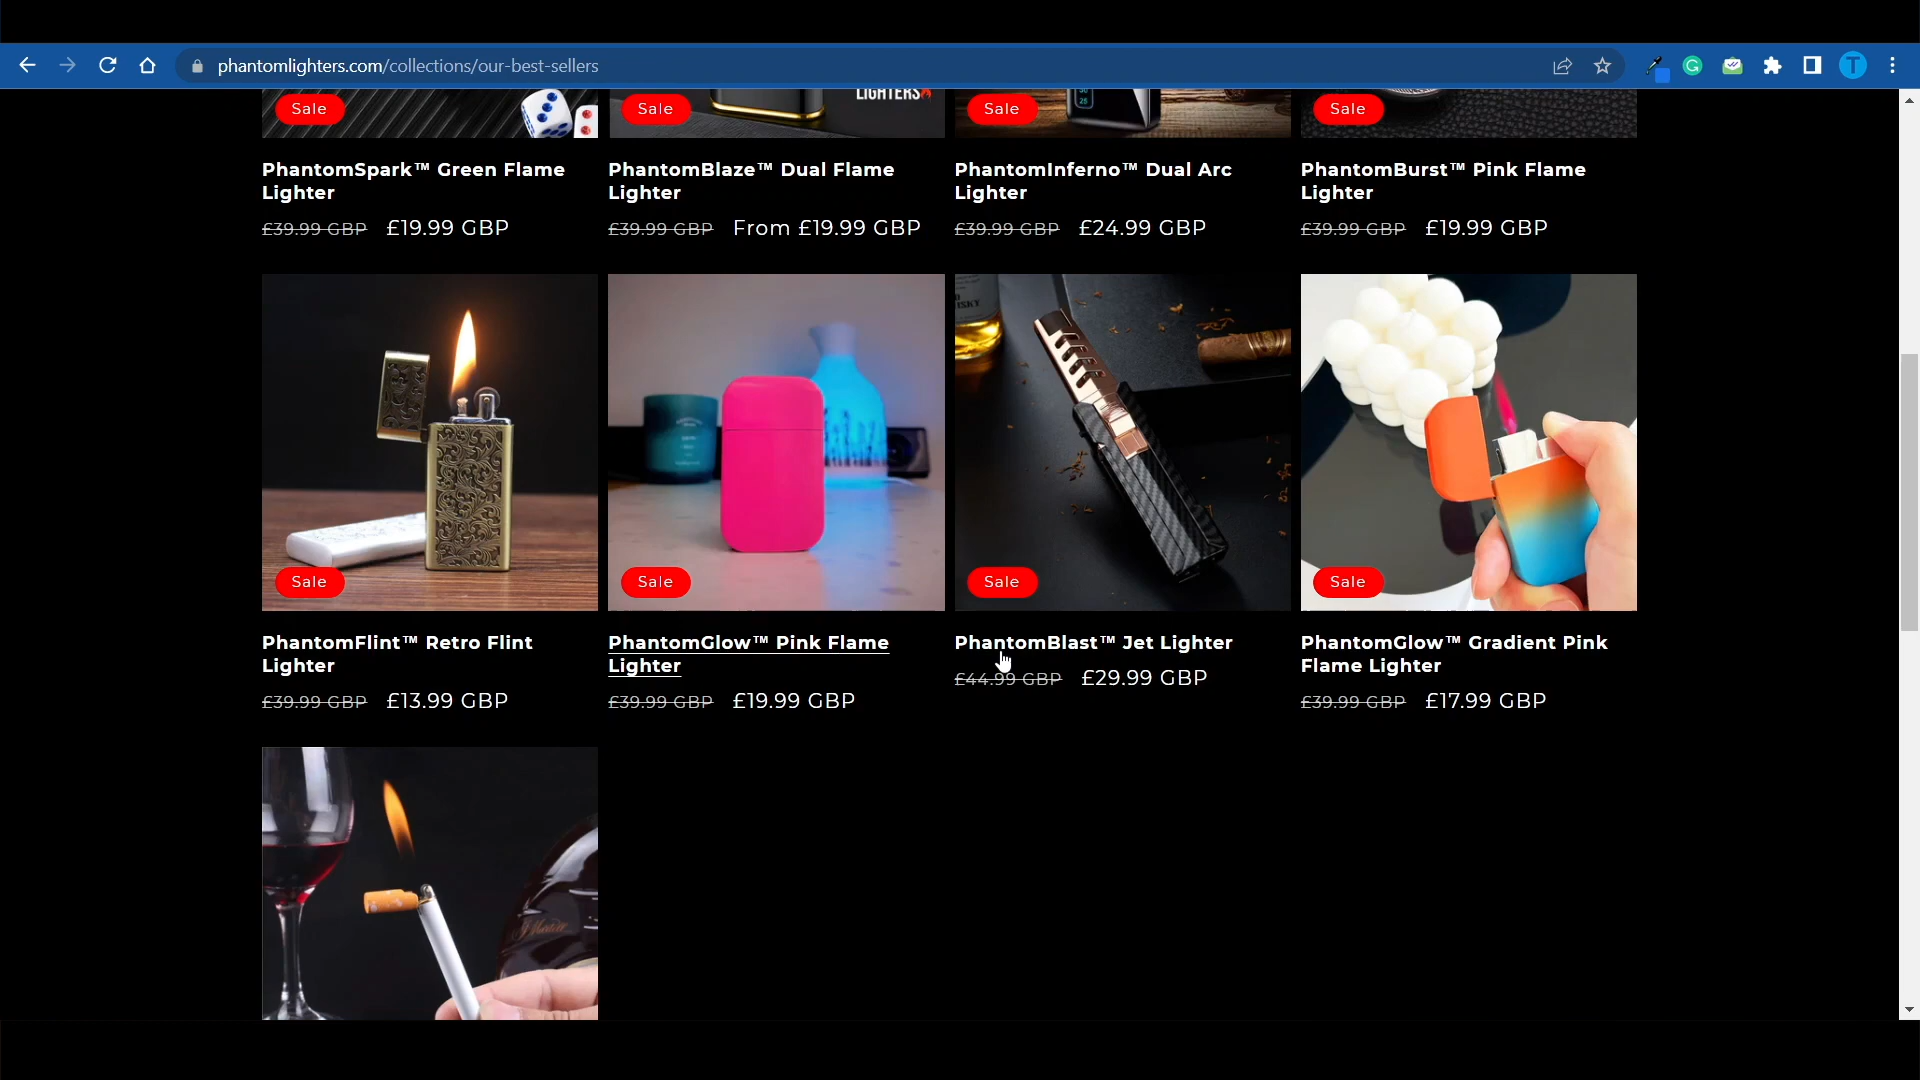 phantomlighters.com/collections/our-best-sellers
T
LIGHTERS
Sale
Sale
Sale
Sale
PhantomSpark™ Green Flame
Lighter
£39.99 GBP £19.99 GBP
PhantomBlaze™ Dual Flame
Lighter
£39.99 GBP From £19.99 GBP
PhantomInferno™ Dual Arc
Lighter
£39.99 GBP £24.99 GBP
PhantomBurst™ Pink Flame
Lighter
£39.99 GBP £19.99 GBP
Sale
Sale
Sale
Sale
PhantomFlint™ Retro Flint
Lighter
£39.99 GBP £13.99 GBP
PhantomGlow™ Pink Flame
Lighter
£39.99 GBP £19.99 GBP
PhantomBlast™ Jet Lighter
£44.99 GBP £29.99 GBP
PhantomGlow™ Gradient Pink
Flame Lighter
£39.99 GBP £17.99 GBP